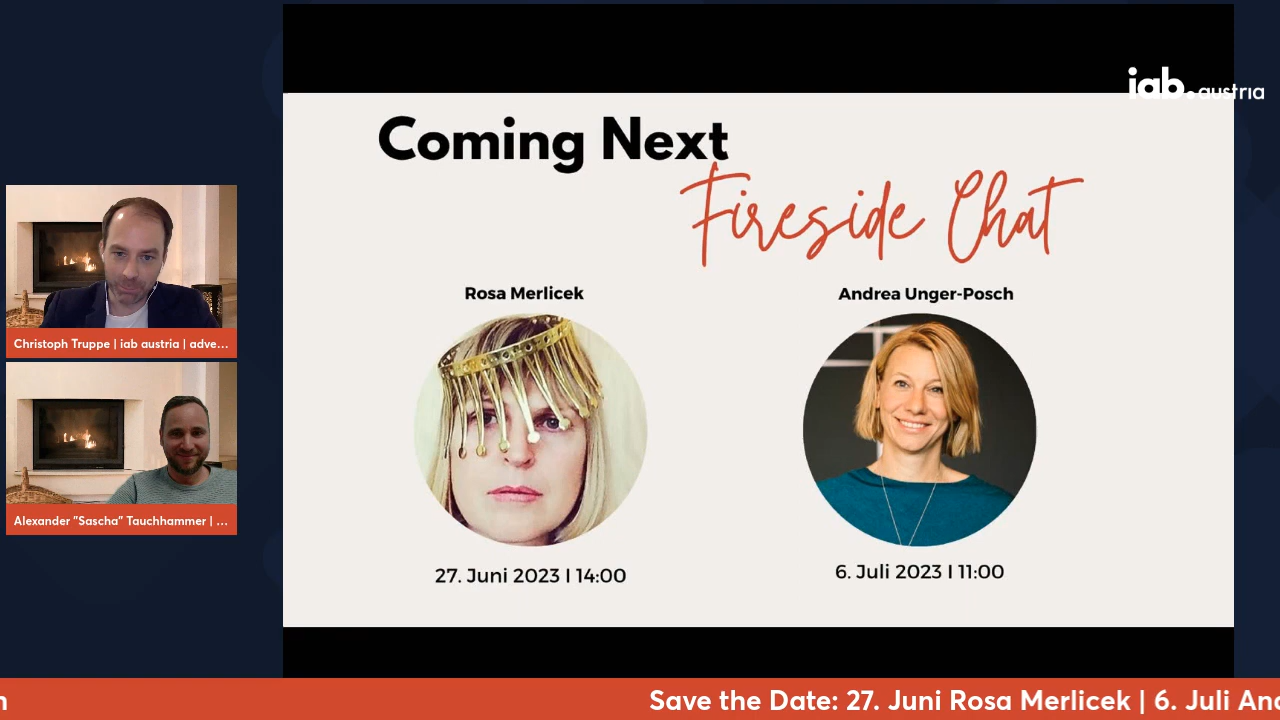 iab.austria
Coming Next
Fireside Chat
Rosa Merlicek
Andrea Unger-Posch
27. Juni 2023 I 14:00
6. Juli 2023 I 11:00
Christoph Truppe | iab austria | adve...
Alexander "Sascha" Tauchhammer | ...
n
Save the Date: 27. Juni Rosa Merlicek | 6. Juli And